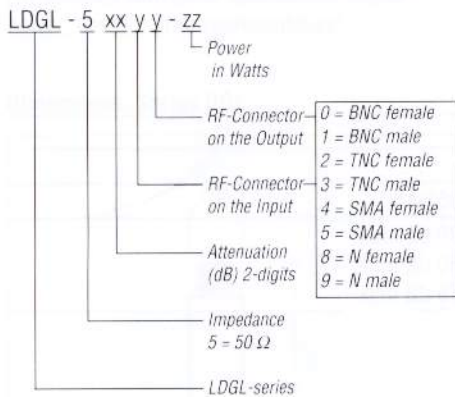 LDGL - 5 xx y y - zz
Power
in Watts
RF-Connector
on the Output
RF-Connector
on the Input
0 = BNC female
1 = BNC male
2 = TNC female
3 = TNC male
4 = SMA female
5 = SMA male
8 = N female
9 = N male
Attenuation
(dB) 2-digits
Impedance
5 = 50 Ω
LDGL-series